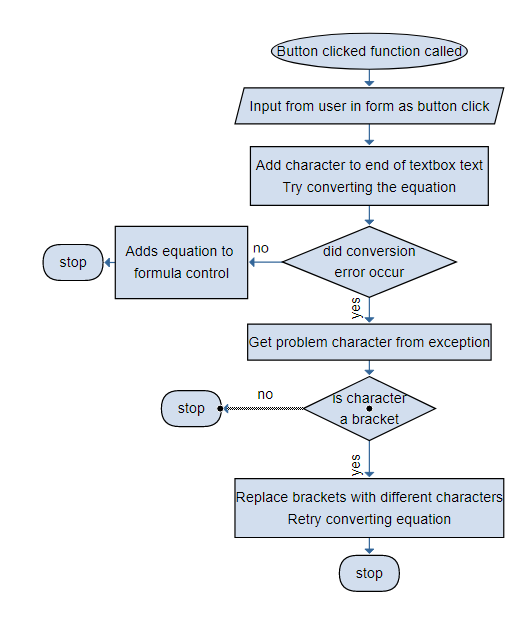 Button clicked function called
Input from user in form as button click
Add character to end of textbox text
Try converting the equation
did conversion
error occur
no
Adds equation to
formula control
stop
yes
Get problem character from exception
is character
a bracket
no
stop
yes
Replace brackets with different characters
Retry converting equation
stop